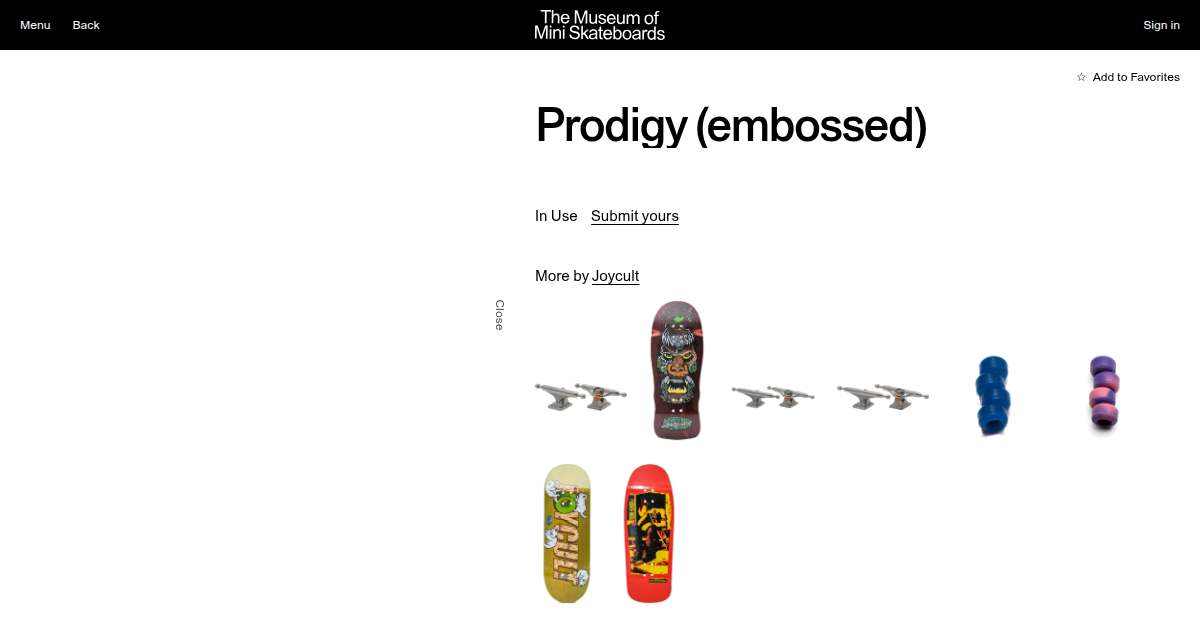 Menu
Back
The Museum of
Mini Skateboards
Sign in
☆ Add to Favorites
Prodigy (embossed)
In Use Submit yours
More by Joycult
Close
JOYCULT